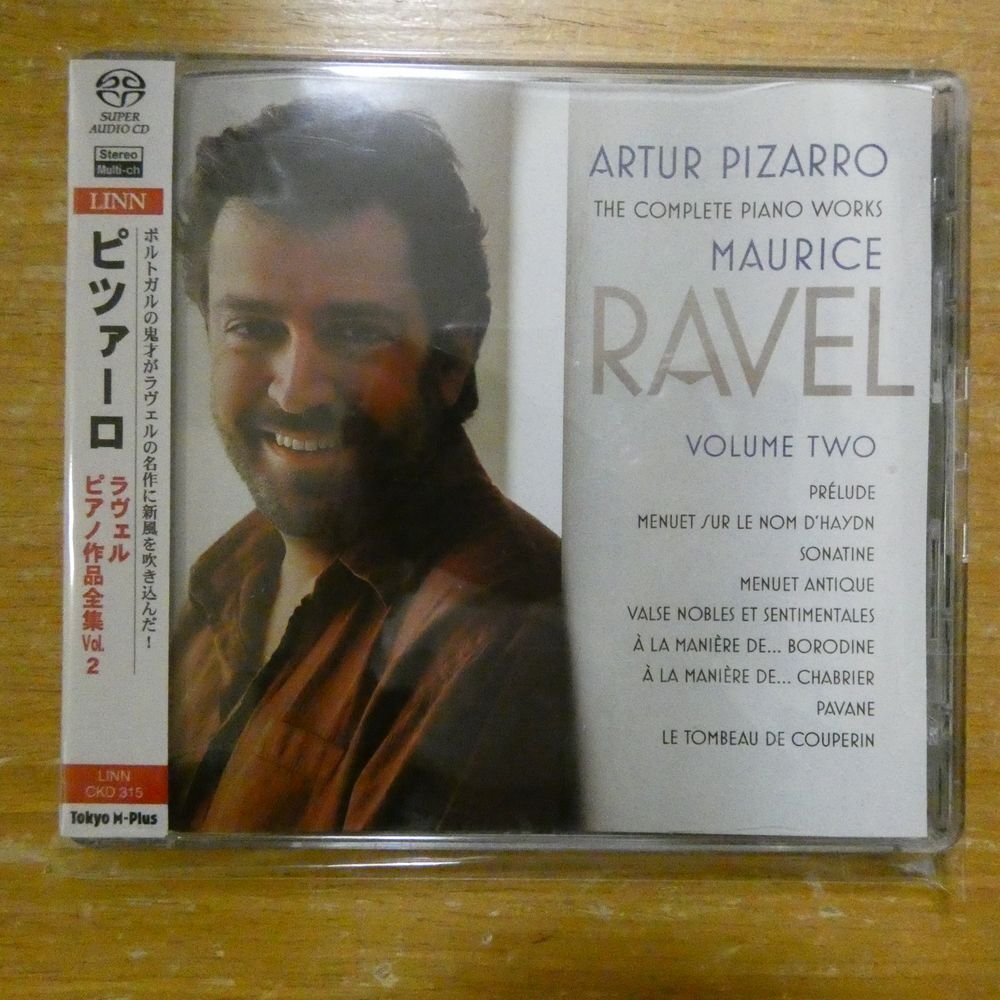 SUPER
AUDIO CD
Stereo
Multi-ch
LINN
ポルトガルの鬼才がラヴェルの名作に新風を吹き込んだ！
ピツァーロ
ラヴェル
ピアノ作品全集Vol.2
LINN
CKD 315
Tokyo M-Plus
ARTUR PIZARRO
THE COMPLETE PIANO WORKS
MAURICE
RAVEL
VOLUME TWO
PRÉLUDE
MENUET SUR LE NOM D'HAYDN
SONATINE
MENUET ANTIQUE
VALSE NOBLES ET SENTIMENTALES
À LA MANIÈRE DE... BORODINE
À LA MANIÈRE DE... CHABRIER
PAVANE
LE TOMBEAU DE COUPERIN